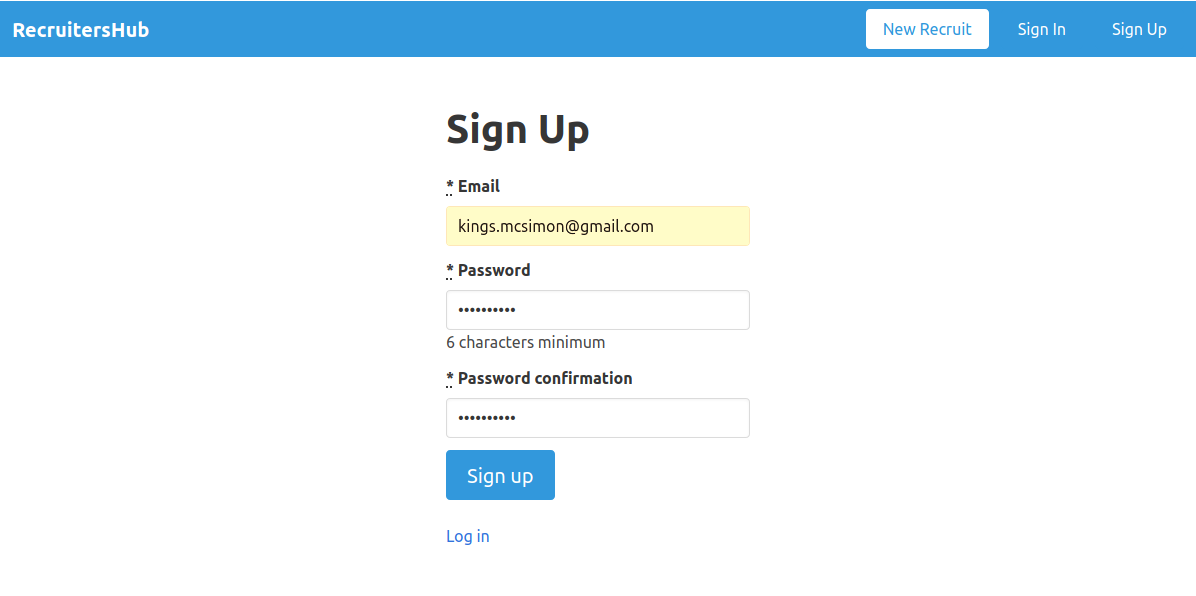 RecruitersHub New Recruit Sign In Sign Up
Sign Up
* Email
kings.mcsimon@gmail.com
* Password
••••••••••
6 characters minimum
* Password confirmation
••••••••••
Sign up
Log in